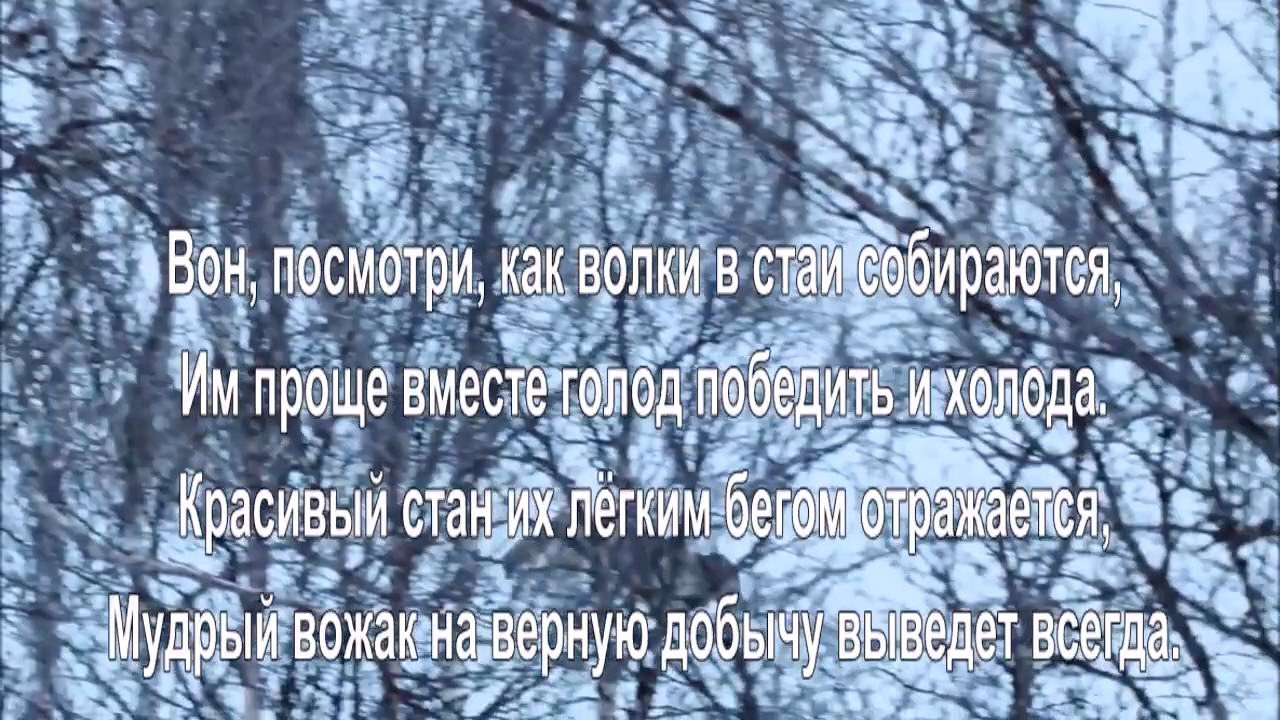 Вон, посмотри, как волки в стаи собираются,
Им проще вместе голод победить и холода.
Красивый стан их лёгким бегом отражается,
Мудрый вожак на верную добычу выведет всегда.